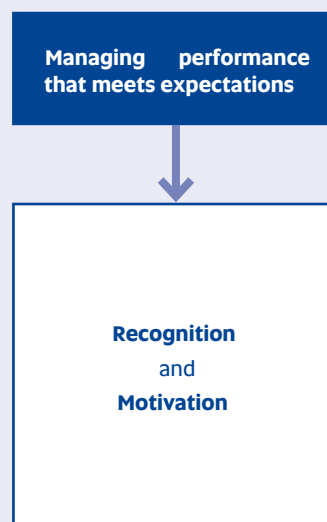 Managing performance
that meets expectations
Recognition
and
Motivation